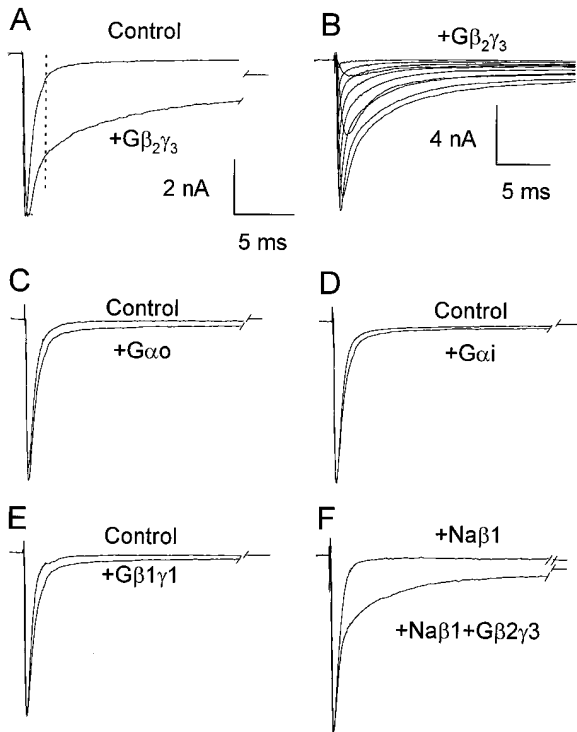 A
Control
+Gβ₂γ₃
2 nA
5 ms
B
+Gβ₂γ₃
4 nA
5 ms
C
Control
+Gαo
D
Control
+Gαi
E
Control
+Gβ1γ1
F
+Naβ1
+Naβ1+Gβ2γ3